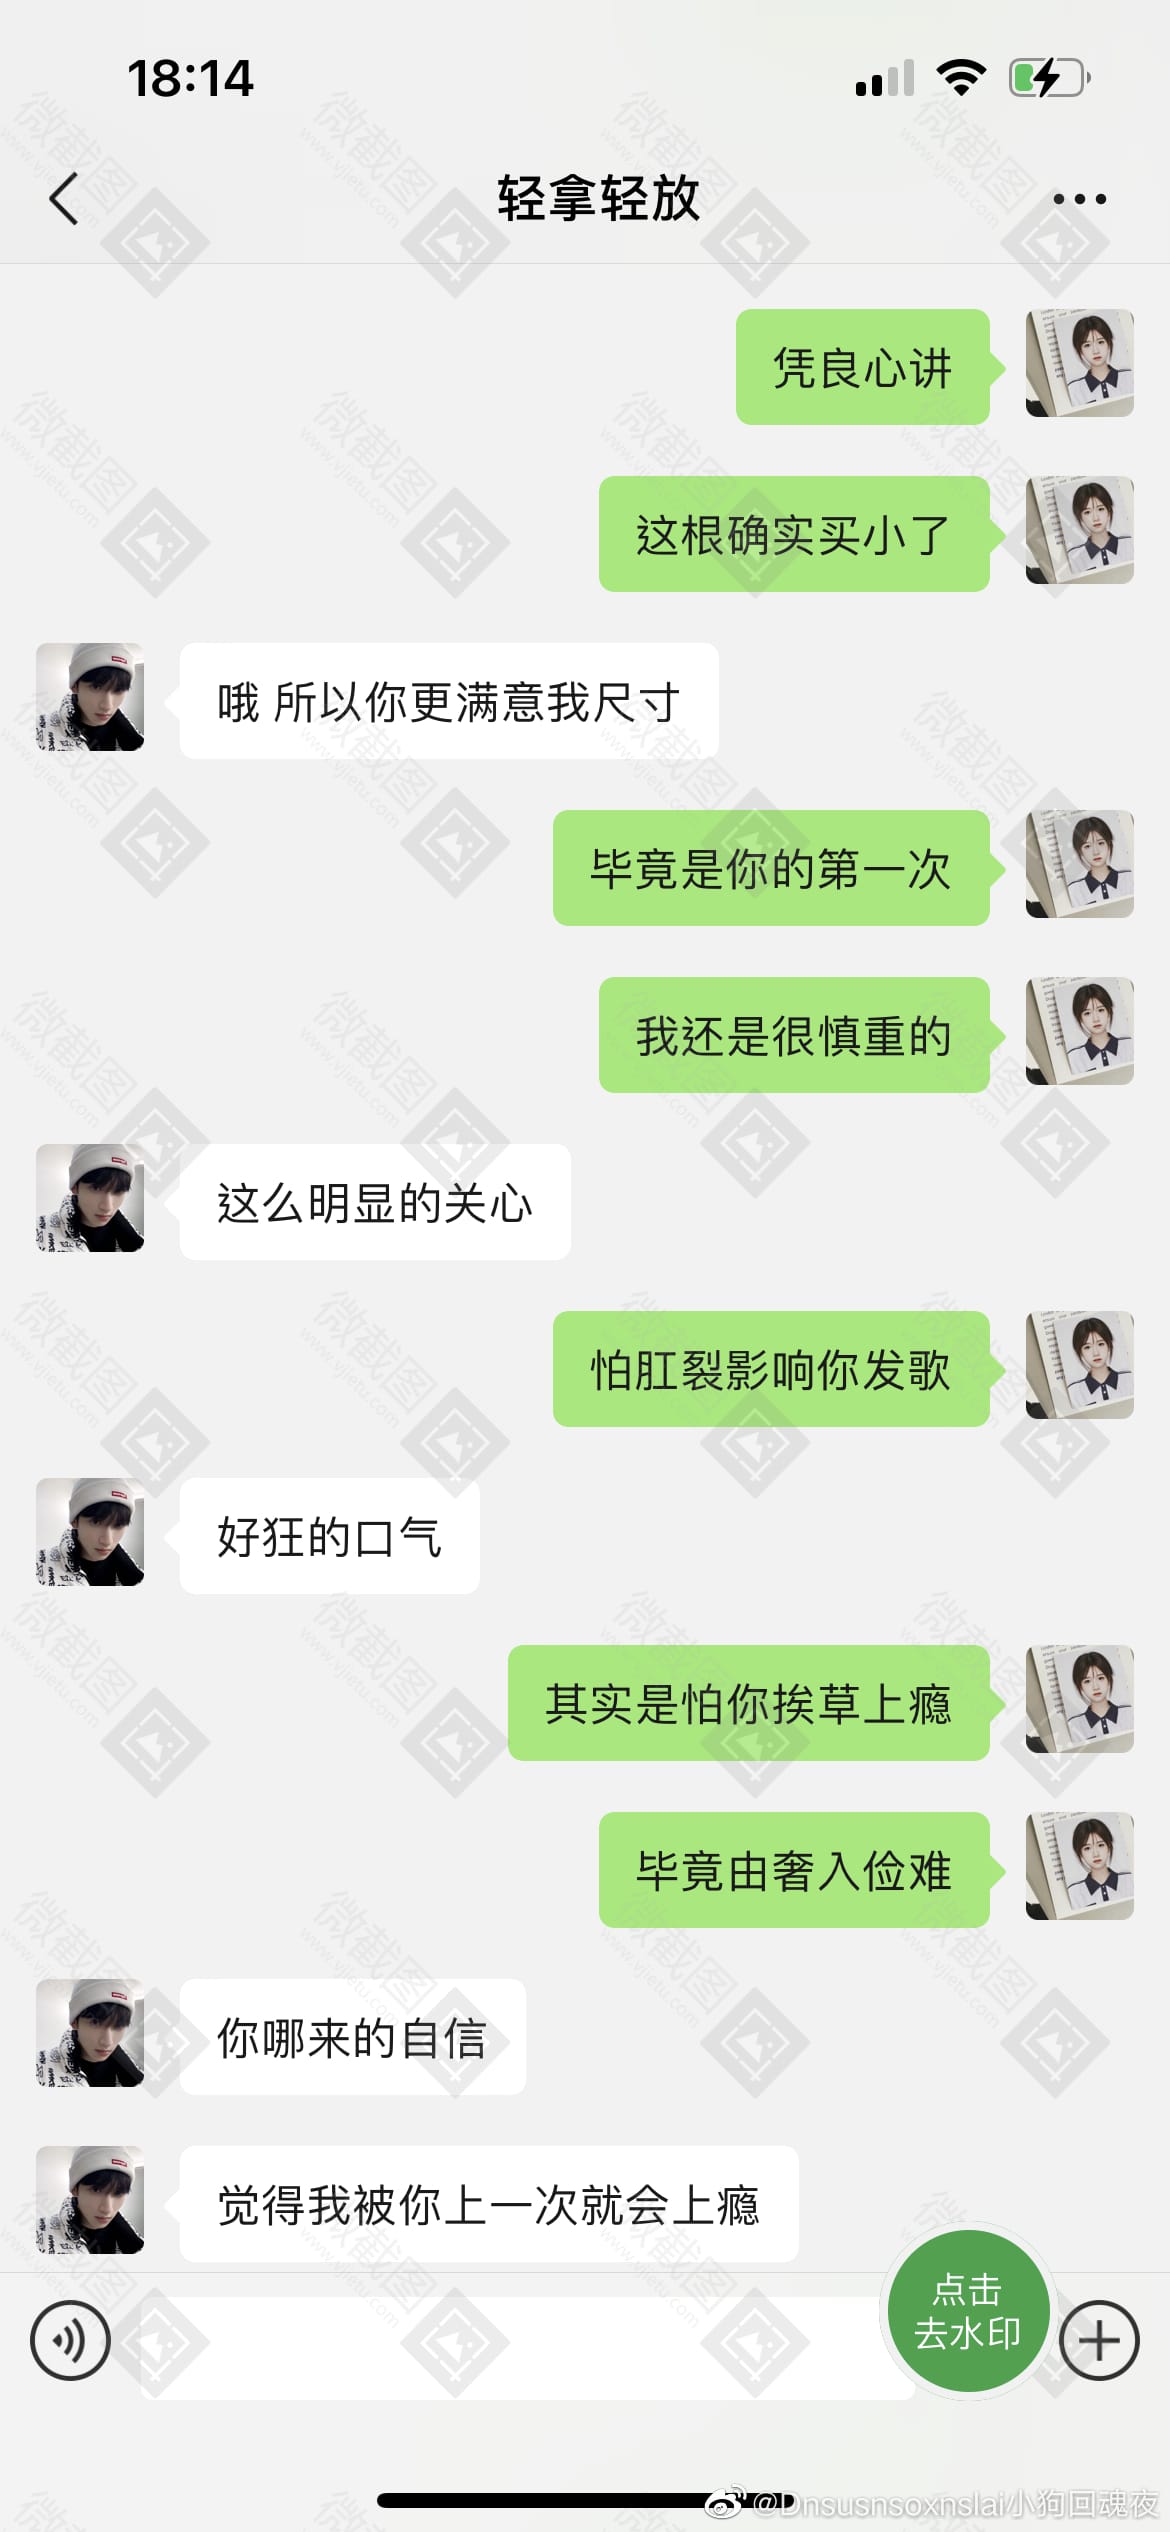 18:14
轻拿轻放
凭良心讲
这根确实买小了
哦 所以你更满意我尺寸
毕竟是你的第一次
我还是很慎重的
这么明显的关心
怕肛裂影响你发歌
好狂的口气
其实是怕你挨草上瘾
毕竟由奢入俭难
你哪来的自信
觉得我被你上一次就会上瘾
点击
去水印
微截图
www.vjietu.com
@Dnsusnsoxnslai小狗回魂夜